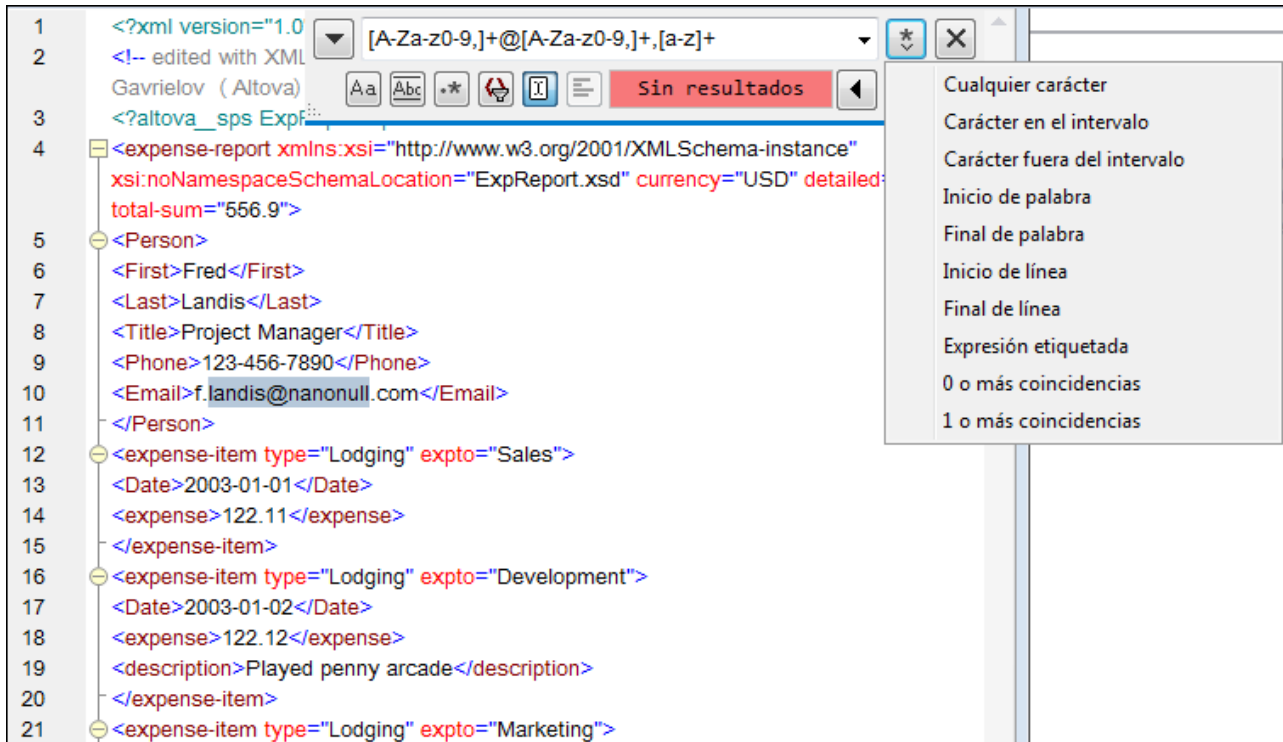 1 <?xml version="1.0
[A-Za-z0-9,]+@[A-Za-z0-9,]+,[a-z]+
2 <!-- edited with XML
Gavrielov ( Altova)
Aa Abc .* Sin resultados
3 <?altova_sps
Cualquier carácter
Carácter en el intervalo
Carácter fuera del intervalo
Inicio de palabra
Final de palabra
Inicio de línea
Final de línea
Expresión etiquetada
0 o más coincidencias
1 o más coincidencias
4 <expense-report xmlns:xsi="http://www.w3.org/2001/XMLSchema-instance"
xsi:noNamespaceSchemaLocation="ExpReport.xsd" currency="USD" detailed=
total-sum="556.9">
5 <Person>
6 <First>Fred</First>
7 <Last>Landis</Last>
8 <Title>Project Manager</Title>
9 <Phone>123-456-7890</Phone>
10 <Email>f.landis@nanonull.com</Email>
11 </Person>
12 <expense-item type="Lodging" expto="Sales">
13 <Date>2003-01-01</Date>
14 <expense>122.11</expense>
15 </expense-item>
16 <expense-item type="Lodging" expto="Development">
17 <Date>2003-01-02</Date>
18 <expense>122.12</expense>
19 <description>Played penny arcade</description>
20 </expense-item>
21 <expense-item type="Lodging" expto="Marketing">